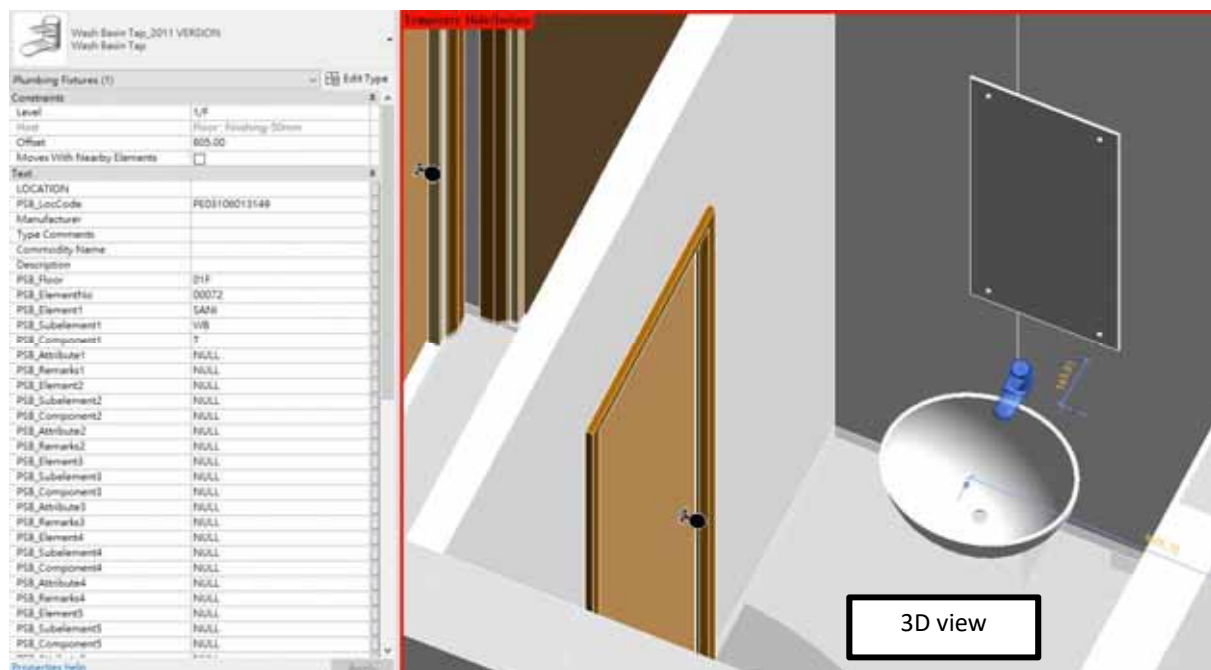 Wash Basin Tap_2011 VERSION
Wash Basin Tap
Plumbing Fixtures (1)
Edit Type
Constraints
Level 1/F
Host Floor : finishing-50mm
Offset 805.00
Moves With Nearby Elements
Text
LOCATION
PSB_LocCode PE03106013148
Manufacturer
Type Comments
Commodity Name
Description
PSB_Floor 01F
PSB_ElementNo 00072
PSB_Element1 SANI
PSB_Subelement1 WB
PSB_Component1 T
PSB_Attribute1 NULL
PSB_Remarks1 NULL
PSB_Element2 NULL
PSB_Subelement2 NULL
PSB_Component2 NULL
PSB_Attribute2 NULL
PSB_Remarks2 NULL
PSB_Element3 NULL
PSB_Subelement3 NULL
PSB_Component3 NULL
PSB_Attribute3 NULL
PSB_Remarks3 NULL
PSB_Element4 NULL
PSB_Subelement4 NULL
PSB_Component4 NULL
PSB_Attribute4 NULL
PSB_Remarks4 NULL
PSB_Element5 NULL
PSB_Subelement5 NULL
PSB_Component5 NULL
Properties help
Apply
Temporary Hide/Isolate
3D view